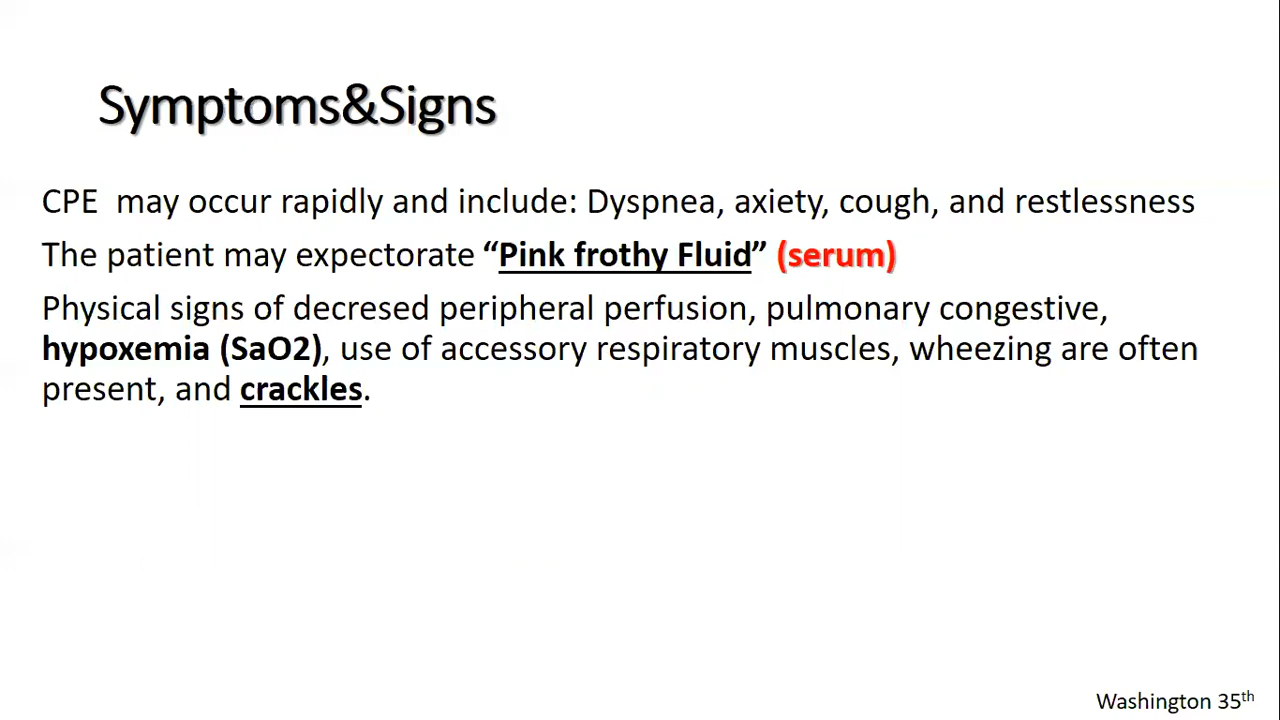 Symptoms&Signs
CPE  may occur rapidly and include: Dyspnea, axiety, cough, and restlessness
The patient may expectorate “Pink frothy Fluid” (serum)
Physical signs of decresed peripheral perfusion, pulmonary congestive,
hypoxemia (SaO2), use of accessory respiratory muscles, wheezing are often
present, and crackles.
Washington 35th